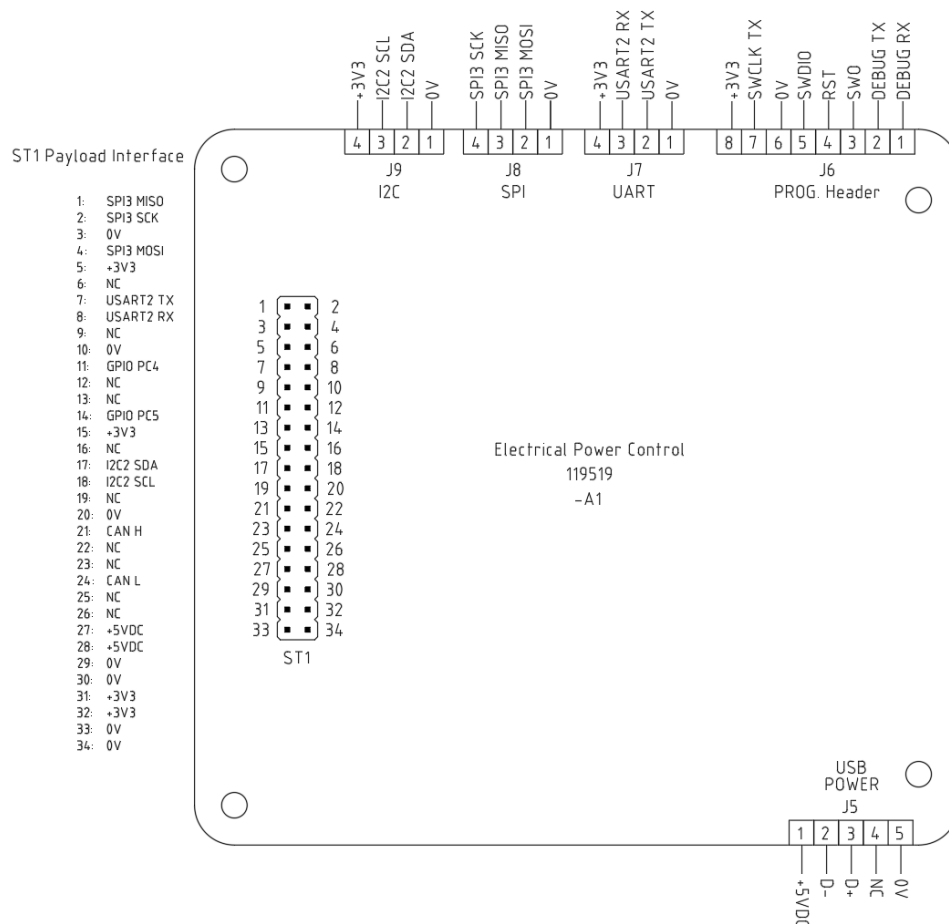 +3V3
I2C2 SCL
I2C2 SDA
0V
SPI3 SCK
SPI3 MISO
SPI3 MOSI
0V
+3V3
USART2 RX
USART2 TX
0V
+3V3
SWCLK TX
0V
SWDIO
RST
SWO
DEBUG TX
DEBUG RX
4 3 2 1
4 3 2 1
4 3 2 1
8 7 6 5 4 3 2 1
J9
I2C
J8
SPI
J7
UART
J6
PROG. Header
ST1 Payload Interface
1: SPI3 MISO
2: SPI3 SCK
3: 0V
4: SPI3 MOSI
5: +3V3
6: NC
7: USART2 TX
8: USART2 RX
9: NC
10: 0V
11: GPIO PC4
12: NC
13: NC
14: GPIO PC5
15: +3V3
16: NC
17: I2C2 SDA
18: I2C2 SCL
19: NC
20: 0V
21: CAN H
22: NC
23: NC
24: CAN L
25: NC
26: NC
27: +5VDC
28: +5VDC
29: 0V
30: 0V
31: +3V3
32: +3V3
33: 0V
34: 0V
1 2
3 4
5 6
7 8
9 10
11 12
13 14
15 16
17 18
19 20
21 22
23 24
25 26
27 28
29 30
31 32
33 34
ST1
Electrical Power Control
119519
-A1
USB
POWER
J5
1 2 3 4 5
+5VDC
D-
D+
NC
0V